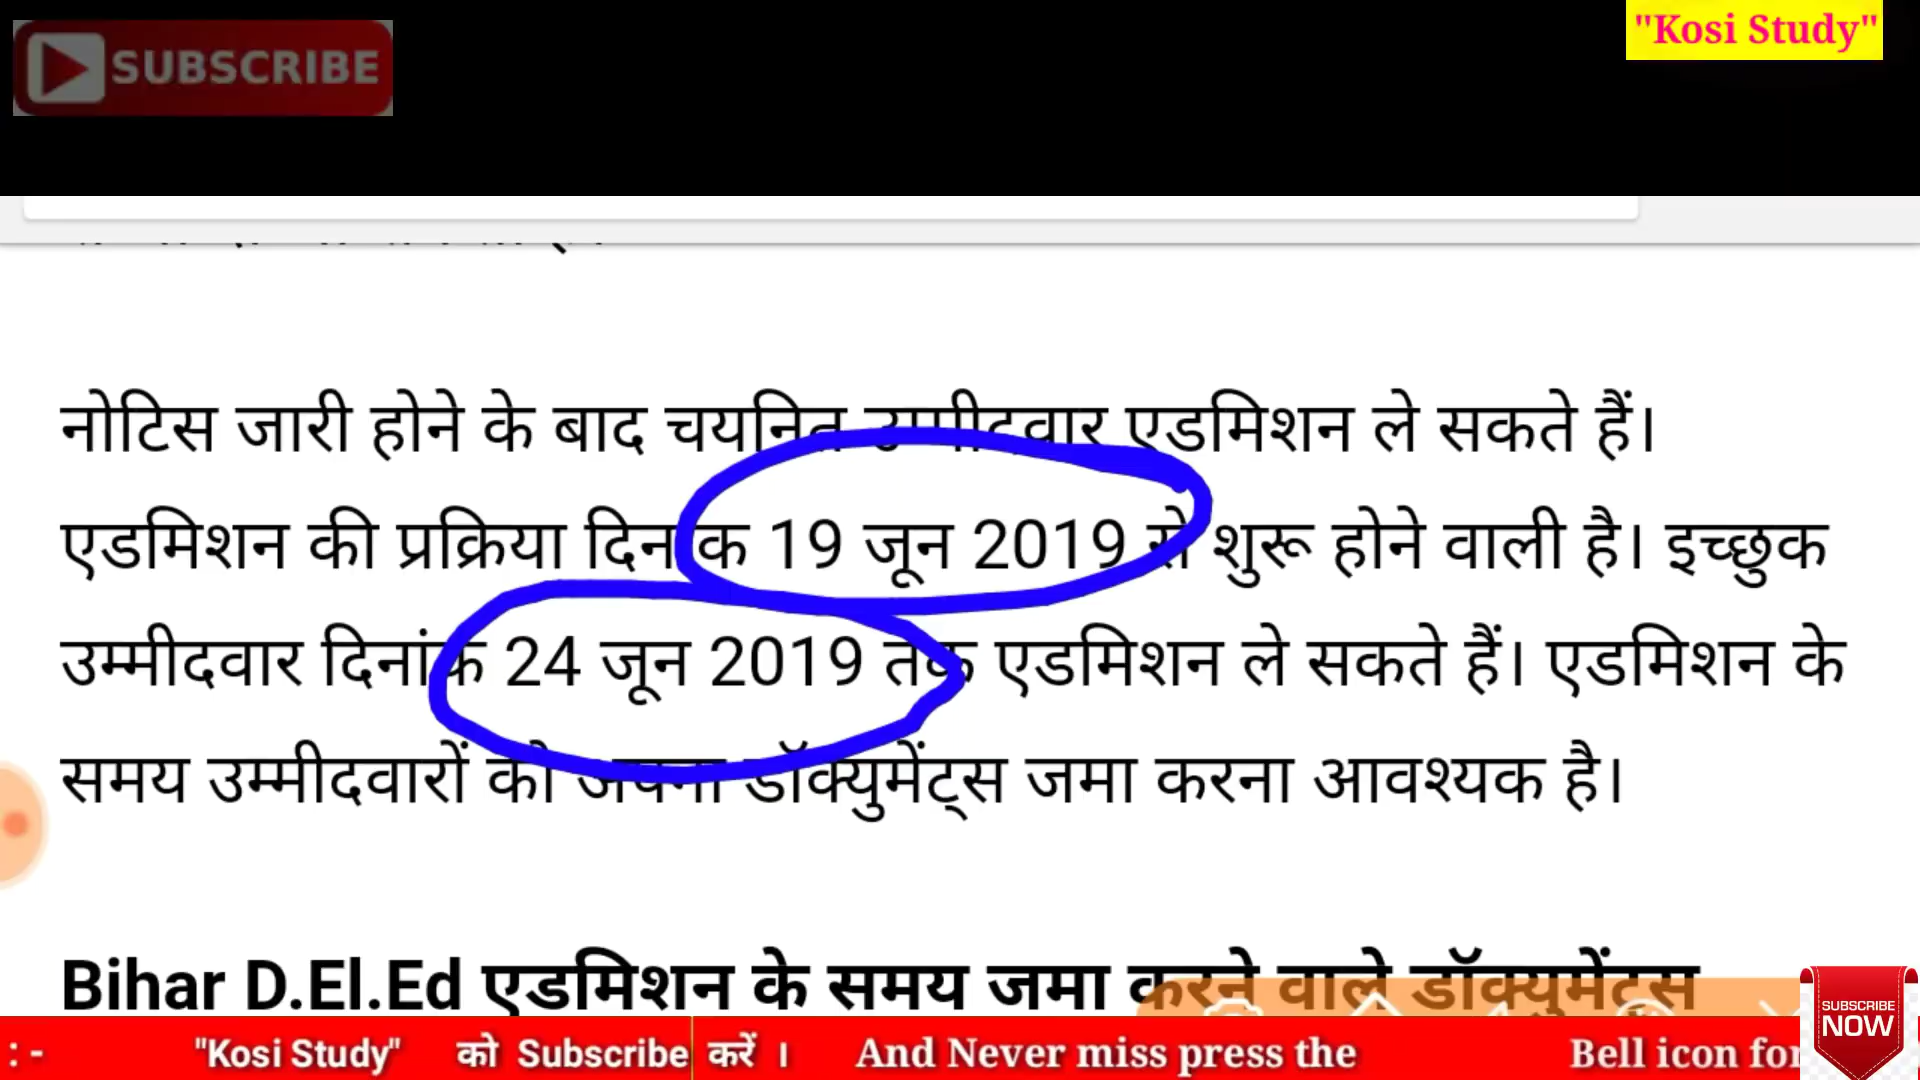 SUBSCRIBE
"Kosi Study"
नोटिस जारी होने के बाद चयनित उम्मीदवार एडमिशन ले सकते हैं।
एडमिशन की प्रक्रिया दिनांक 19 जून 2019 से शुरू होने वाली है। इच्छुक
उम्मीदवार दिनांक 24 जून 2019 तक एडमिशन ले सकते हैं। एडमिशन के
समय उम्मीदवारों को अपना डॉक्युमेंट्स जमा करना आवश्यक है।
Bihar D.El.Ed एडमिशन के समय जमा करने वाले डॉक्युमेंट्स
: - "Kosi Study" को Subscribe करें । And Never miss press the Bell icon for
SUBSCRIBE
NOW